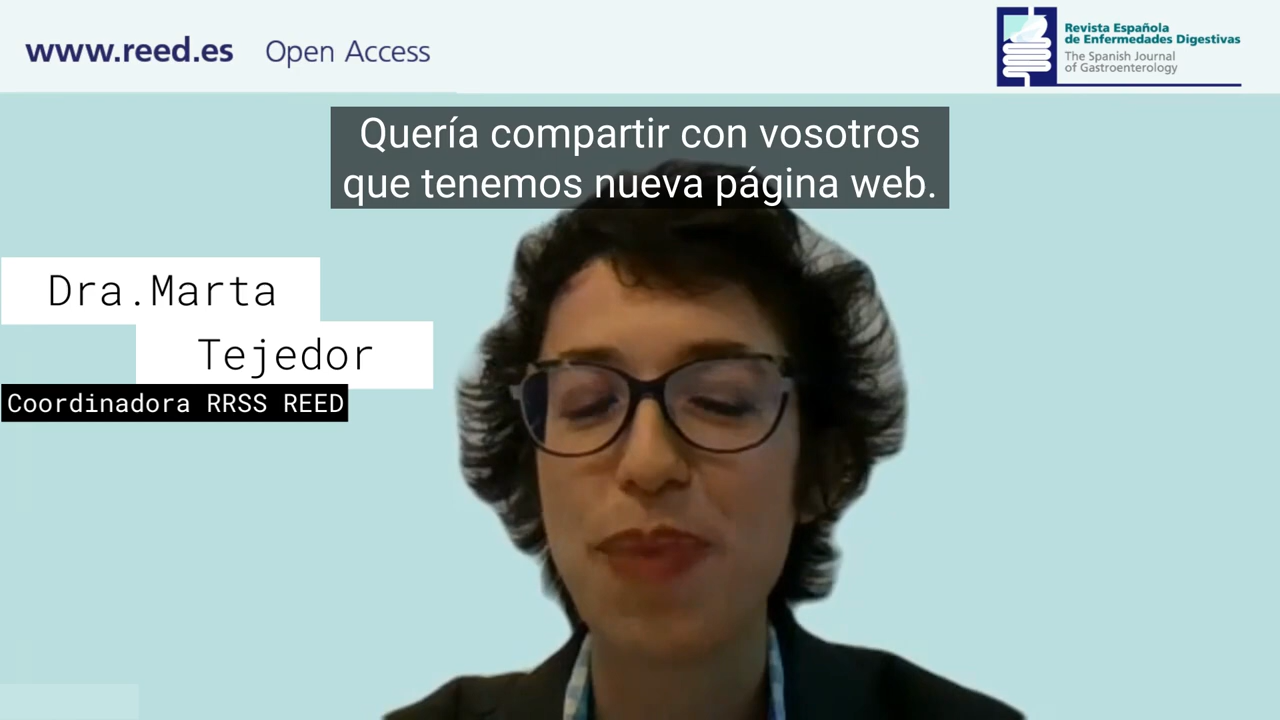 www.reed.es Open Access
Revista Española
de Enfermedades Digestivas
The Spanish Journal
of Gastroenterology
Quería compartir con vosotros
que tenemos nueva página web.
Dra.Marta
Tejedor
Coordinadora RRSS REED